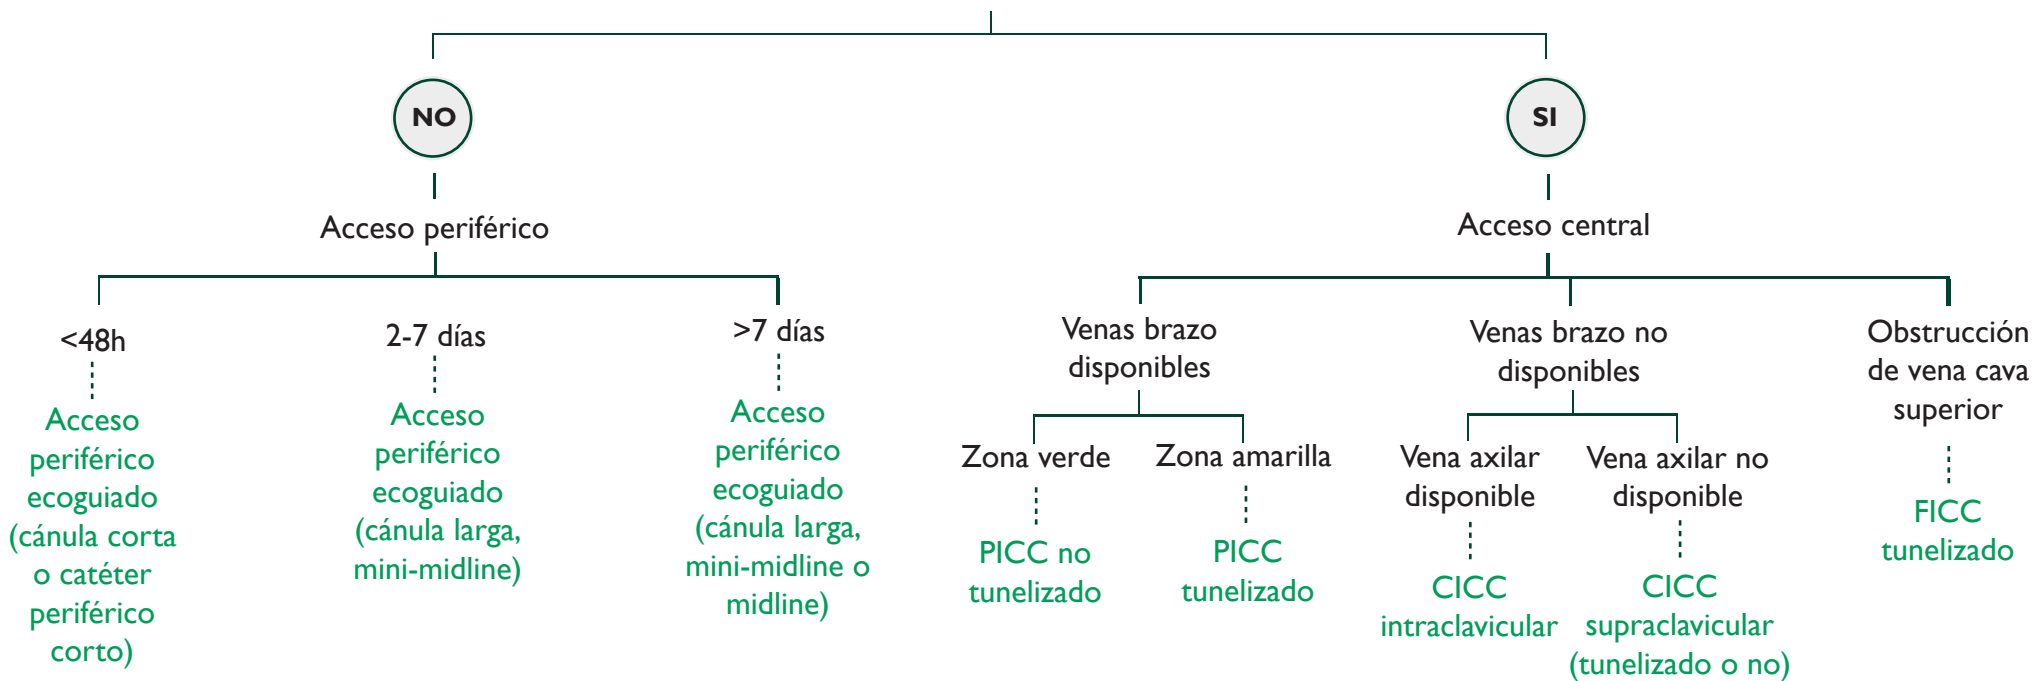 NO
SI
Acceso periférico
Acceso central
<48h
2-7 días
>7 días
Acceso
periférico
ecoguiado
(cánula corta
o catéter
periférico
corto)
Acceso
periférico
ecoguiado
(cánula larga,
mini-midline)
Acceso
periférico
ecoguiado
(cánula larga,
mini-midline o
midline)
Venas brazo
disponibles
Venas brazo no
disponibles
Obstrucción
de vena cava
superior
Zona verde
Zona amarilla
Vena axilar
disponible
Vena axilar no
disponible
PICC no
tunelizado
PICC
tunelizado
CICC
intraclavicular
CICC
supraclavicular
(tunelizado o no)
FICC
tunelizado